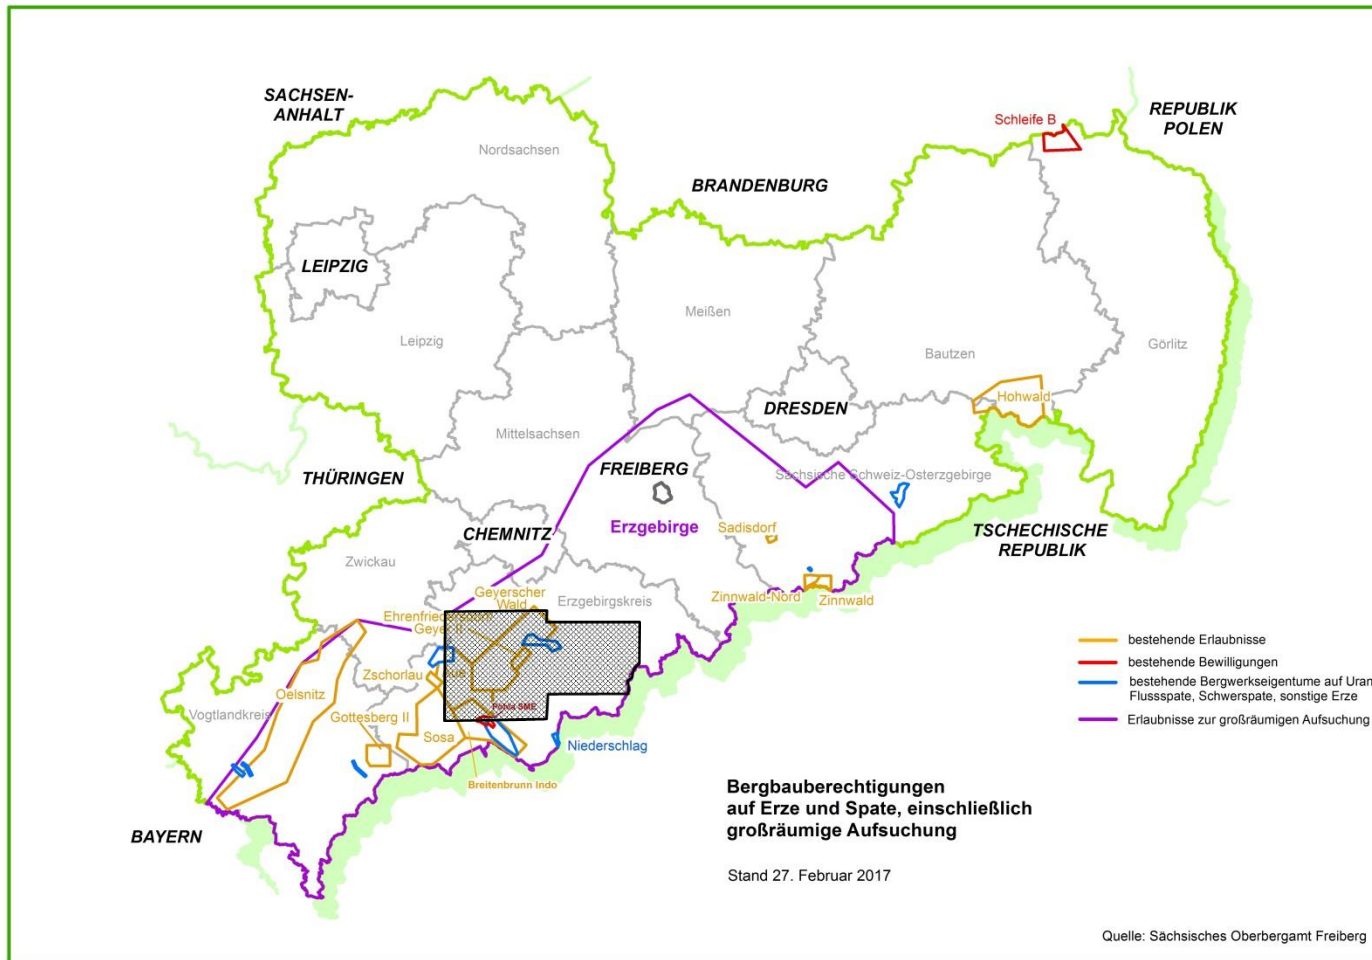 SACHSEN-
ANHALT
Nordsachsen
Schleife B
REPUBLIK
POLEN
BRANDENBURG
LEIPZIG
Leipzig
Meißen
Bautzen
Görlitz
Hohwald
DRESDEN
Mittelsachsen
THÜRINGEN
FREIBERG
Sächsische Schweiz-Osterzgebirge
Erzgebirge
CHEMNITZ
Sadisdorf
TSCHECHISCHE
REPUBLIK
Zwickau
Geyerscher
Wald
Erzgebirgskreis
Zinnwald-Nord
Zinnwald
Ehrenfriedersdorf
Zschorlau
Oelsnitz
Vogtlandkreis
Gottesberg II
Sosa
Pöhla SME
Niederschlag
Breitenbrunn Indo
BAYERN
bestehende Erlaubnisse
bestehende Bewilligungen
bestehende Bergwerkseigentume auf Uran
Flussspate, Schwerspate, sonstige Erze
Erlaubnisse zur großräumigen Aufsuchung
Bergbauberechtigungen
auf Erze und Spate, einschließlich
großräumige Aufsuchung
Stand 27. Februar 2017
Quelle: Sächsisches Oberbergamt Freiberg